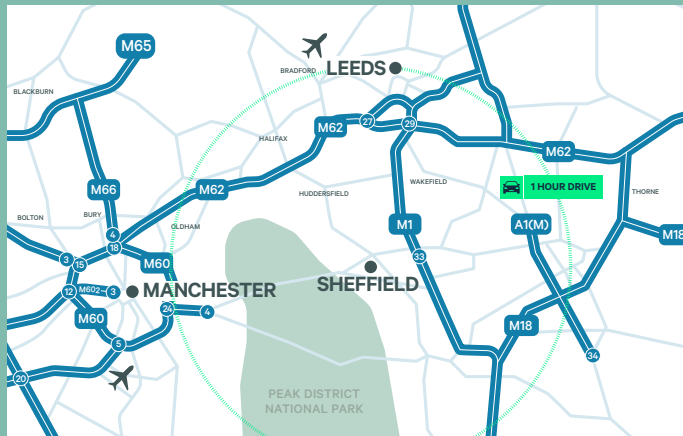 M65
BRADFORD
LEEDS
BLACKBURN
27
29
M62
HALIFAX
M62
M66
M62
HUDDERSFIELD
WAKEFIELD
1 HOUR DRIVE
THORNE
BOLTON
BURY
OLDHAM
M1
A1(M)
M18
4
18
3
15
M60
33
SHEFFIELD
12
M602
3
MANCHESTER
M60
24
4
M18
5
34
20
PEAK DISTRICT
NATIONAL PARK